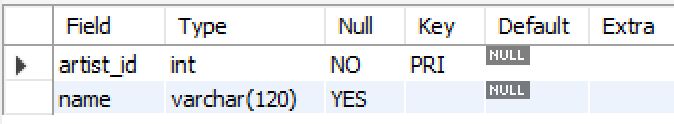 Field Type Null Key Default Extra
artist_id int NO PRI NULL
name varchar(120) YES NULL